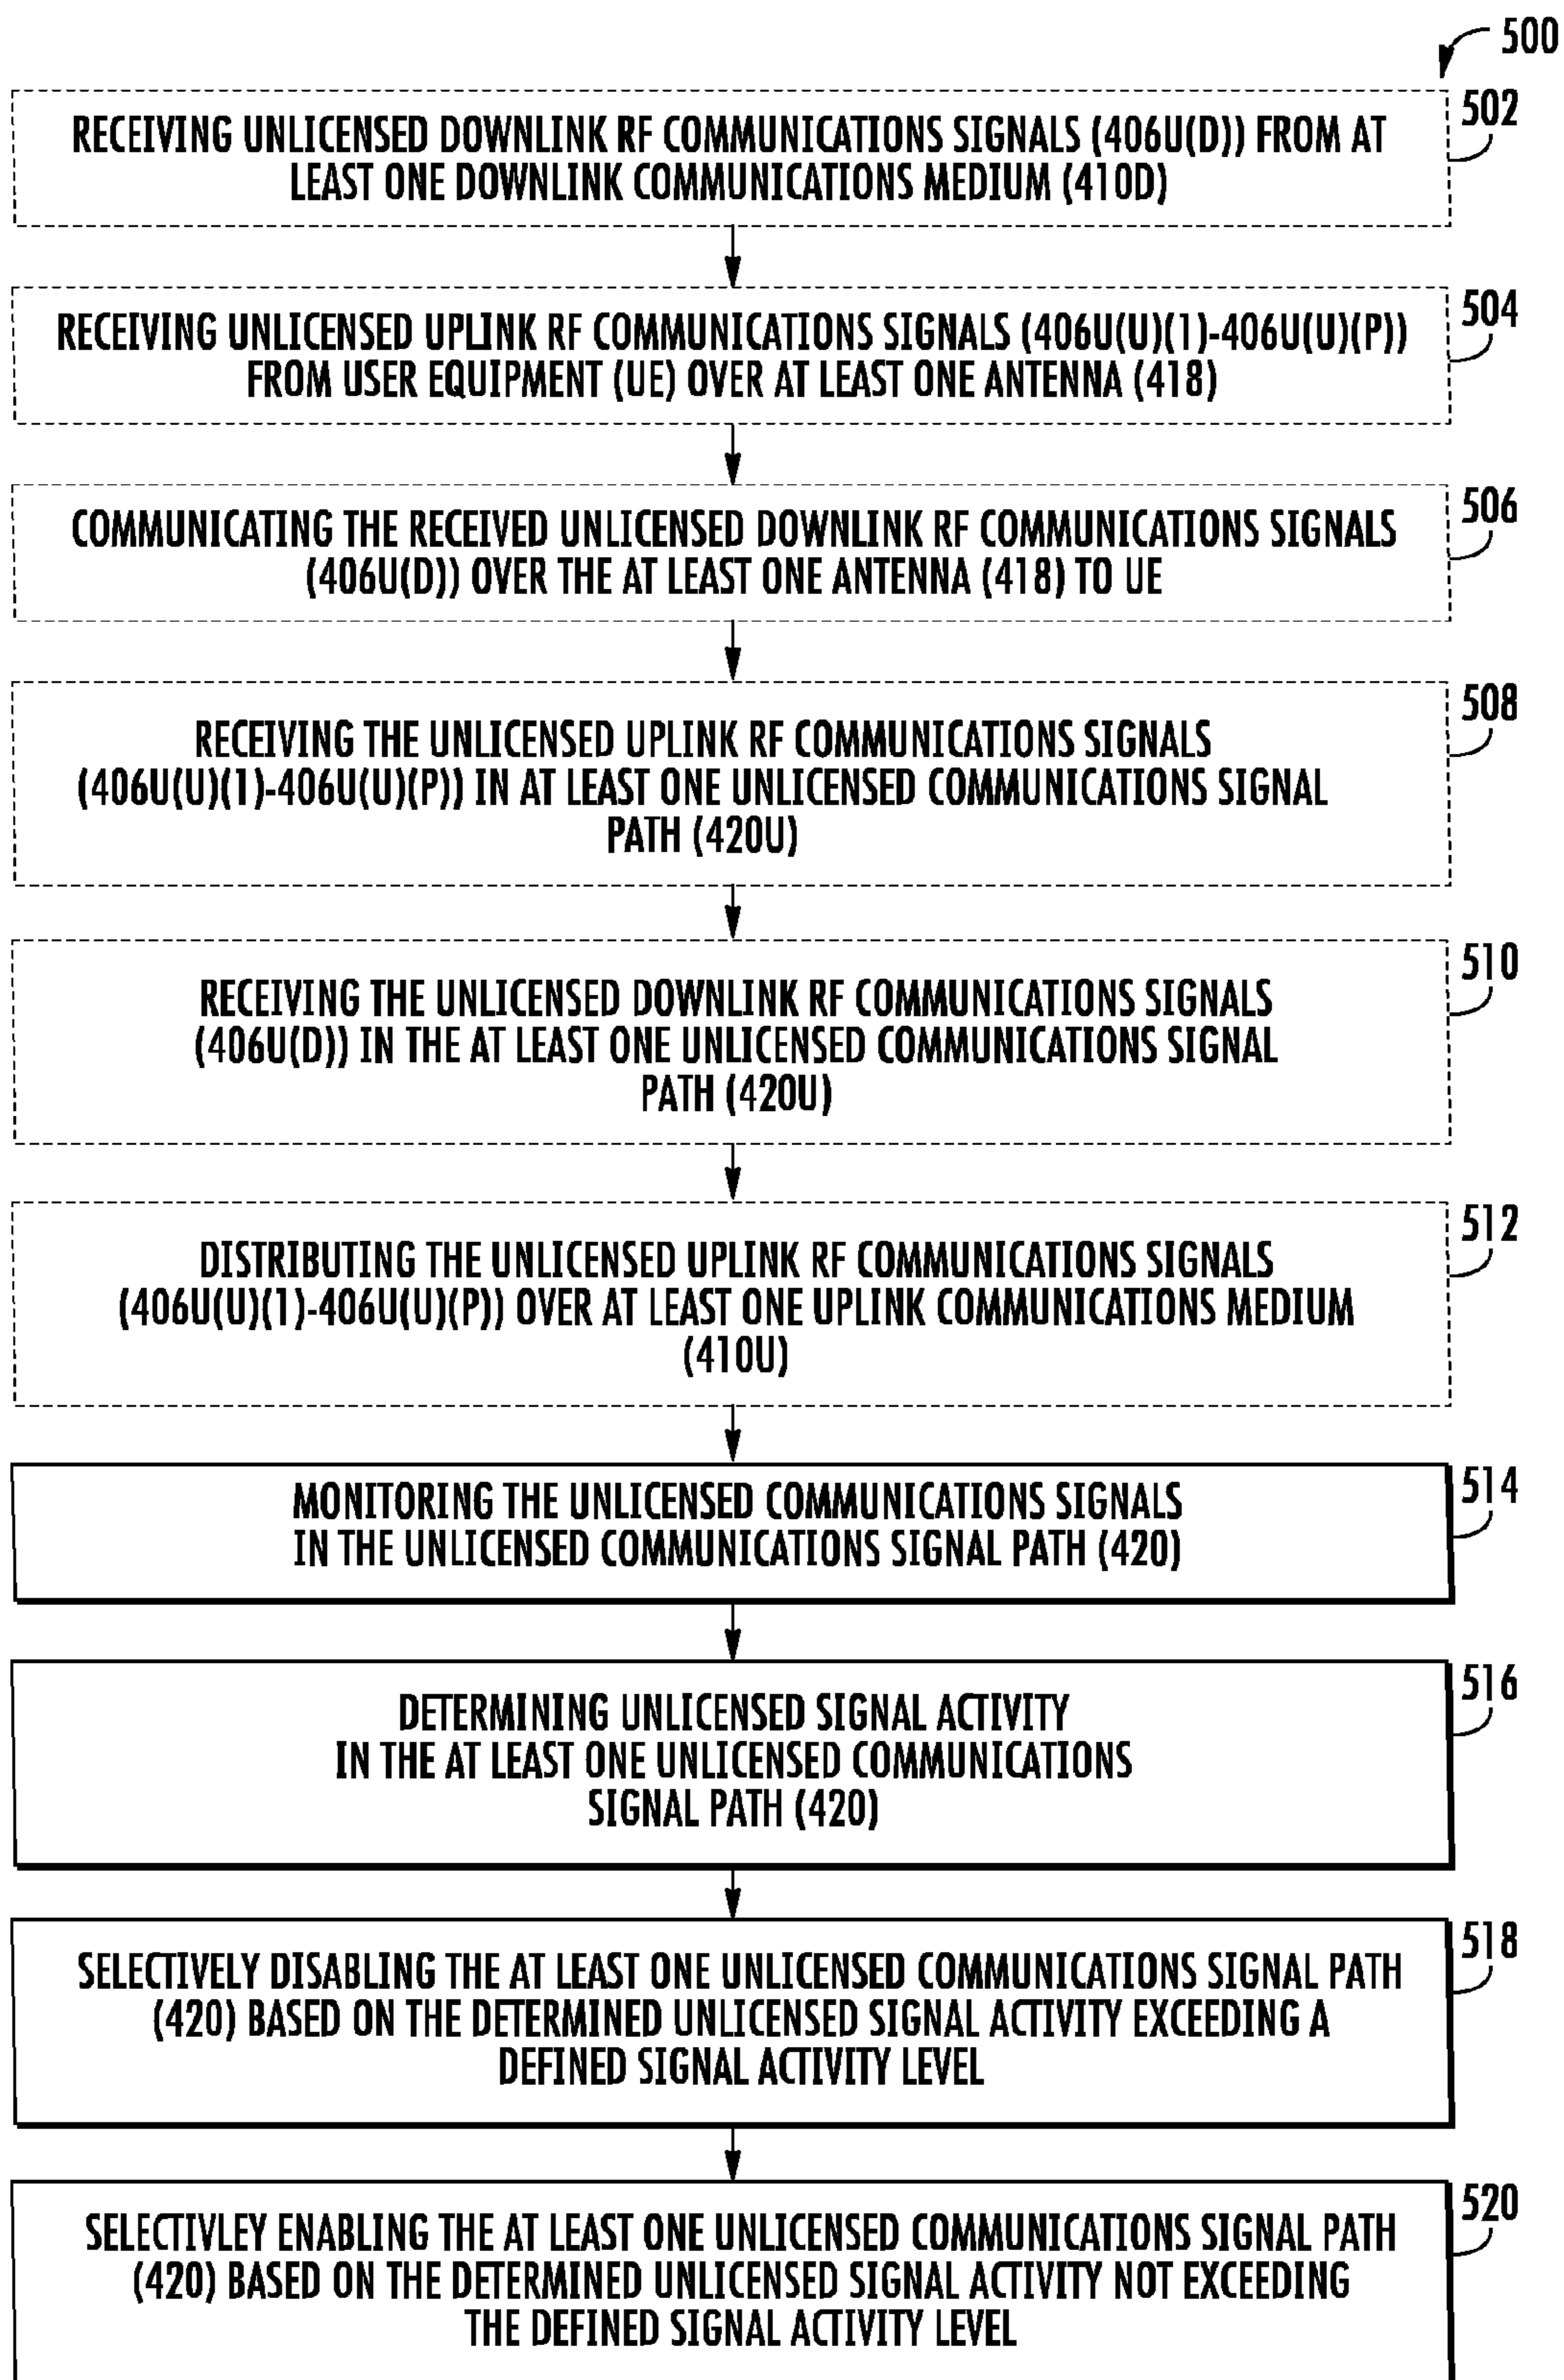 500
502
RECEIVING UNLICENSED DOWNLINK RF COMMUNICATIONS SIGNALS (406U(D)) FROM AT
LEAST ONE DOWNLINK COMMUNICATIONS MEDIUM (410D)
504
RECEIVING UNLICENSED UPLINK RF COMMUNICATIONS SIGNALS (406U(U)(1)-406U(U)(P))
FROM USER EQUIPMENT (UE) OVER AT LEAST ONE ANTENNA (418)
506
COMMUNICATING THE RECEIVED UNLICENSED DOWNLINK RF COMMUNICATIONS SIGNALS
(406U(D)) OVER THE AT LEAST ONE ANTENNA (418) TO UE
508
RECEIVING THE UNLICENSED UPLINK RF COMMUNICATIONS SIGNALS
(406U(U)(1)-406U(U)(P)) IN AT LEAST ONE UNLICENSED COMMUNICATIONS SIGNAL
PATH (420U)
510
RECEIVING THE UNLICENSED DOWNLINK RF COMMUNICATIONS SIGNALS
(406U(D)) IN THE AT LEAST ONE UNLICENSED COMMUNICATIONS SIGNAL
PATH (420U)
512
DISTRIBUTING THE UNLICENSED UPLINK RF COMMUNICATIONS SIGNALS
(406U(U)(1)-406U(U)(P)) OVER AT LEAST ONE UPLINK COMMUNICATIONS MEDIUM
(410U)
514
MONITORING THE UNLICENSED COMMUNICATIONS SIGNALS
IN THE UNLICENSED COMMUNICATIONS SIGNAL PATH (420)
516
DETERMINING UNLICENSED SIGNAL ACTIVITY
IN THE AT LEAST ONE UNLICENSED COMMUNICATIONS
SIGNAL PATH (420)
518
SELECTIVELY DISABLING THE AT LEAST ONE UNLICENSED COMMUNICATIONS SIGNAL PATH
(420) BASED ON THE DETERMINED UNLICENSED SIGNAL ACTIVITY EXCEEDING A
DEFINED SIGNAL ACTIVITY LEVEL
520
SELECTIVLEY ENABLING THE AT LEAST ONE UNLICENSED COMMUNICATIONS SIGNAL PATH
(420) BASED ON THE DETERMINED UNLICENSED SIGNAL ACTIVITY NOT EXCEEDING
THE DEFINED SIGNAL ACTIVITY LEVEL